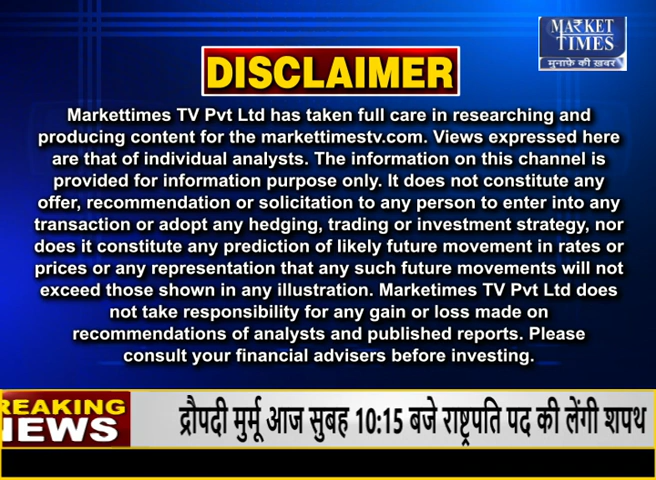 MARKET
TIMES
मुनाफे की ख़बर
DISCLAIMER
Markettimes TV Pvt Ltd has taken full care in researching and
producing content for the markettimestv.com. Views expressed here
are that of individual analysts. The information on this channel is
provided for information purpose only. It does not constitute any
offer, recommendation or solicitation to any person to enter into any
transaction or adopt any hedging, trading or investment strategy, nor
does it constitute any prediction of likely future movement in rates or
prices or any representation that any such future movements will not
exceed those shown in any illustration. Marketimes TV Pvt Ltd does
not take responsibility for any gain or loss made on
recommendations of analysts and published reports. Please
consult your financial advisers before investing.
REAKING
NEWS
द्रौपदी मुर्मू आज सुबह 10:15 बजे राष्ट्रपति पद की लेंगी शपथ